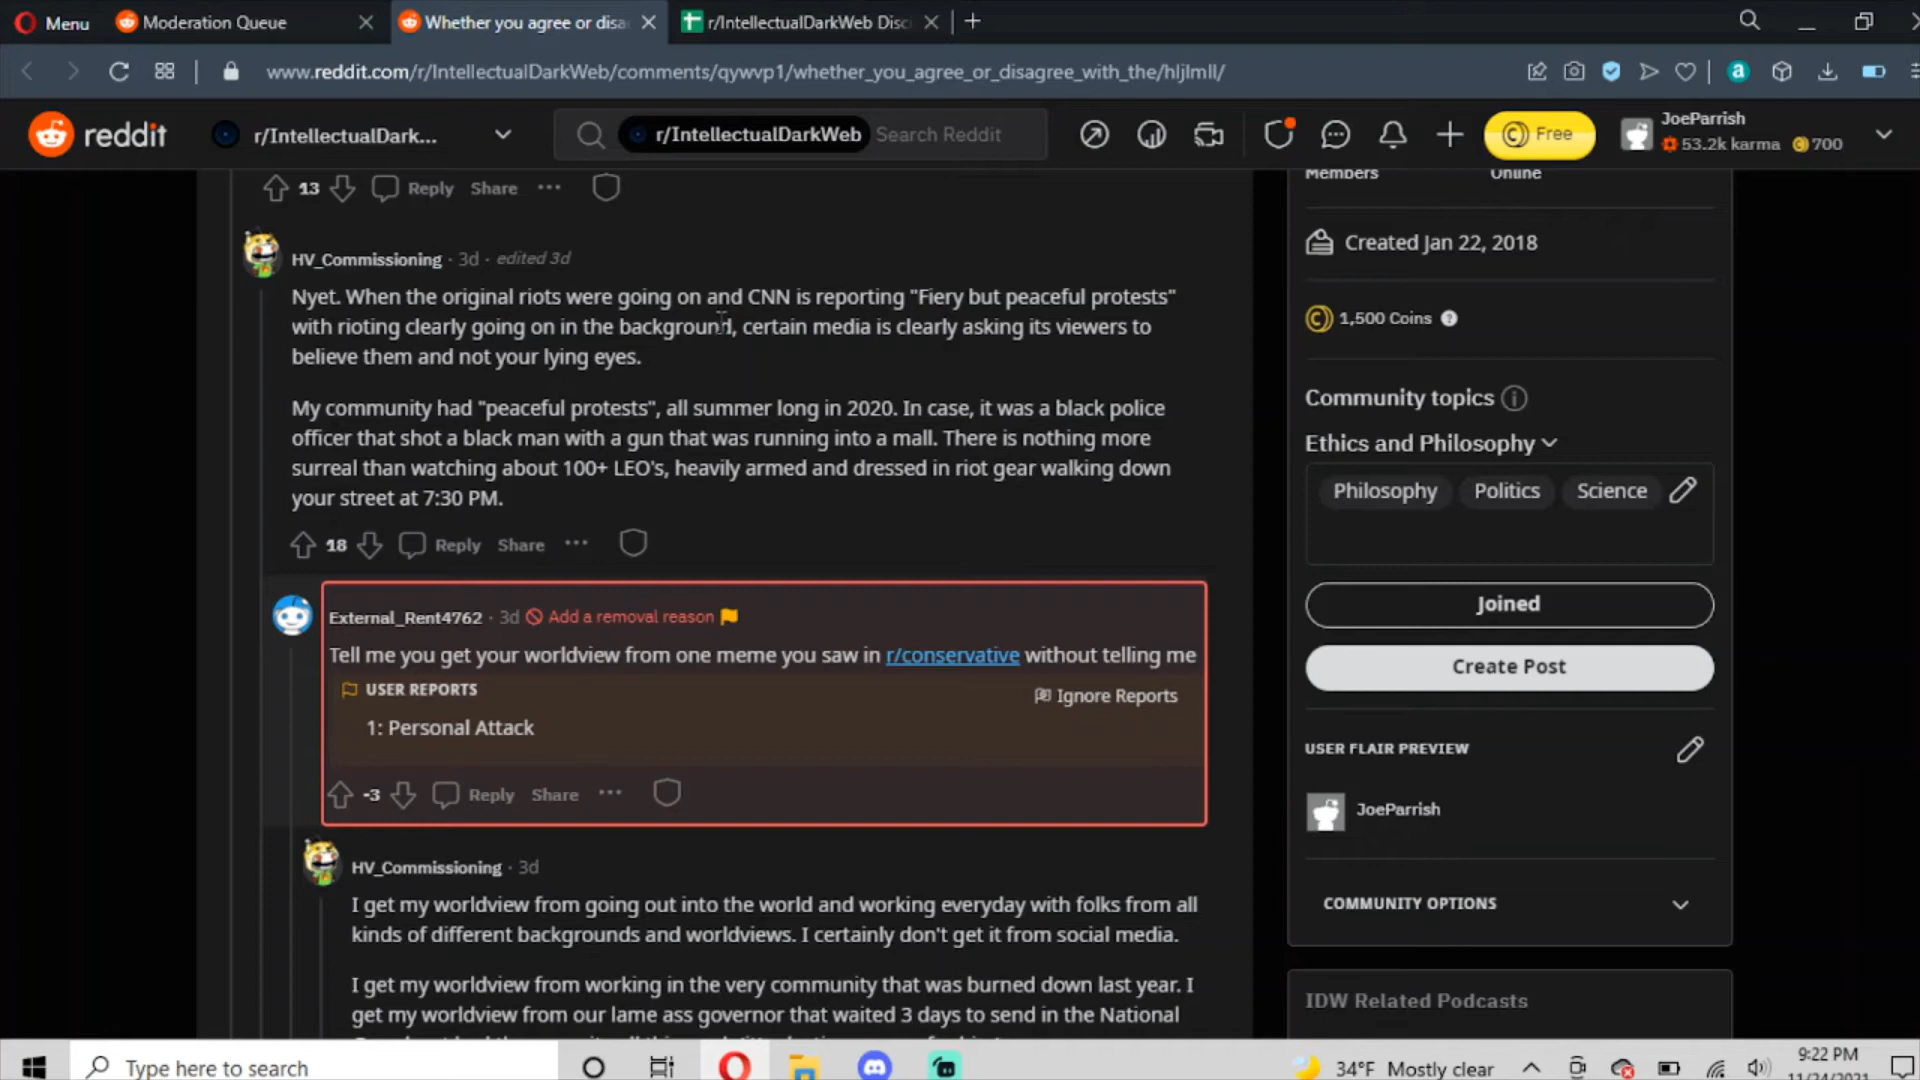 Menu
Moderation Queue
Whether you agree or disa
r/IntellectualDarkWeb Disc
www.reddit.com/r/IntellectualDarkWeb/comments/qywvp1/whether_you_agree_or_disagree_with_the/hljlmll/
reddit
r/IntellectualDark...
r/IntellectualDarkWeb
Search Reddit
Free
JoeParrish
53.2k karma
700
13
Reply
Share
Members
Online
HV_Commissioning · 3d · edited 3d
Nyet. When the original riots were going on and CNN is reporting "Fiery but peaceful protests"
with rioting clearly going on in the background, certain media is clearly asking its viewers to
believe them and not your lying eyes.
My community had "peaceful protests", all summer long in 2020. In case, it was a black police
officer that shot a black man with a gun that was running into a mall. There is nothing more
surreal than watching about 100+ LEO's, heavily armed and dressed in riot gear walking down
your street at 7:30 PM.
18
Reply
Share
External_Rent4762 · 3d
Add a removal reason
Tell me you get your worldview from one meme you saw in r/conservative without telling me
USER REPORTS
Ignore Reports
1: Personal Attack
-3
Reply
Share
HV_Commissioning · 3d
I get my worldview from going out into the world and working everyday with folks from all
kinds of different backgrounds and worldviews. I certainly don't get it from social media.
I get my worldview from working in the very community that was burned down last year. I
get my worldview from our lame ass governor that waited 3 days to send in the National
Created Jan 22, 2018
1,500 Coins
Community topics
Ethics and Philosophy
Philosophy
Politics
Science
Joined
Create Post
USER FLAIR PREVIEW
JoeParrish
COMMUNITY OPTIONS
IDW Related Podcasts
Type here to search
34°F Mostly clear
9:22 PM
11/24/2021